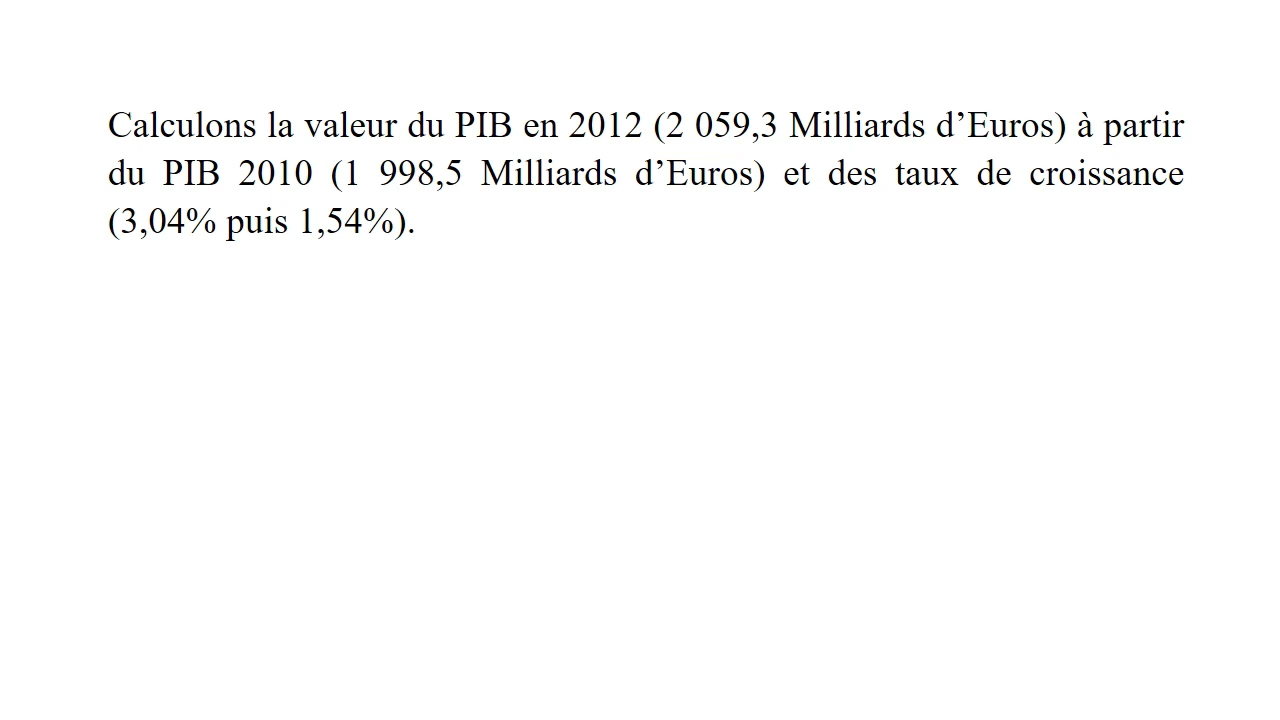 Calculons la valeur du PIB en 2012 (2 059,3 Milliards d’Euros) à partir
du PIB 2010 (1 998,5 Milliards d’Euros) et des taux de croissance
(3,04% puis 1,54%).